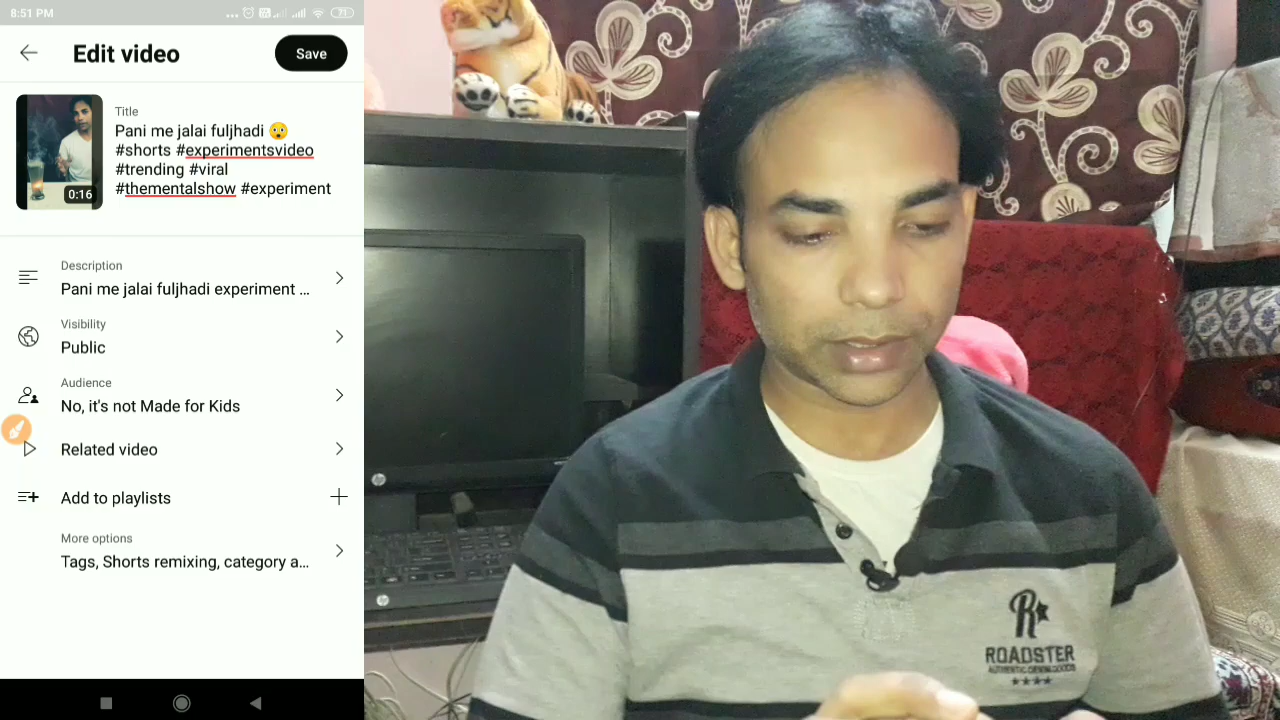 8:51 PM
71
Edit video
Save
Title
Pani me jalai fuljhadi 😲
#shorts #experimentsvideo
#trending #viral
#thementalshow #experiment
0:16
Description
Pani me jalai fuljhadi experiment ...
Visibility
Public
Audience
No, it's not Made for Kids
Related video
Add to playlists
More options
Tags, Shorts remixing, category a...
R
ROADSTER